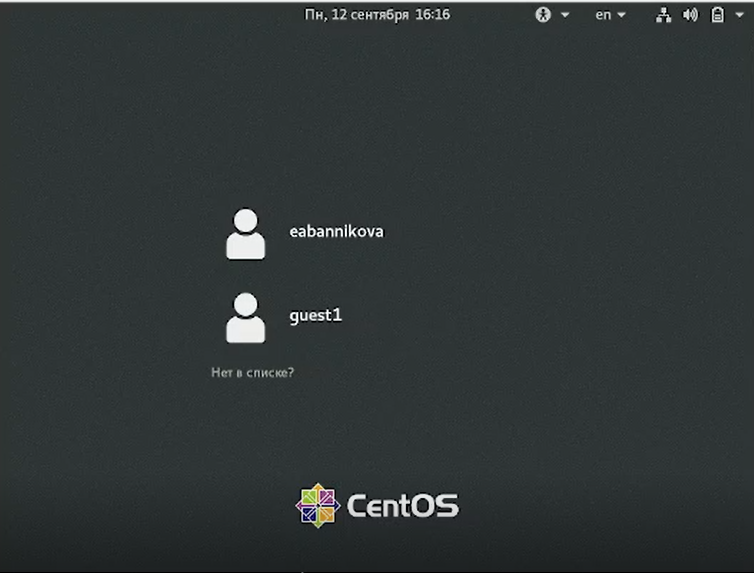 Пн, 12 сентября 16:16
en
eabannikova
guest1
Нет в списке?
CentOS